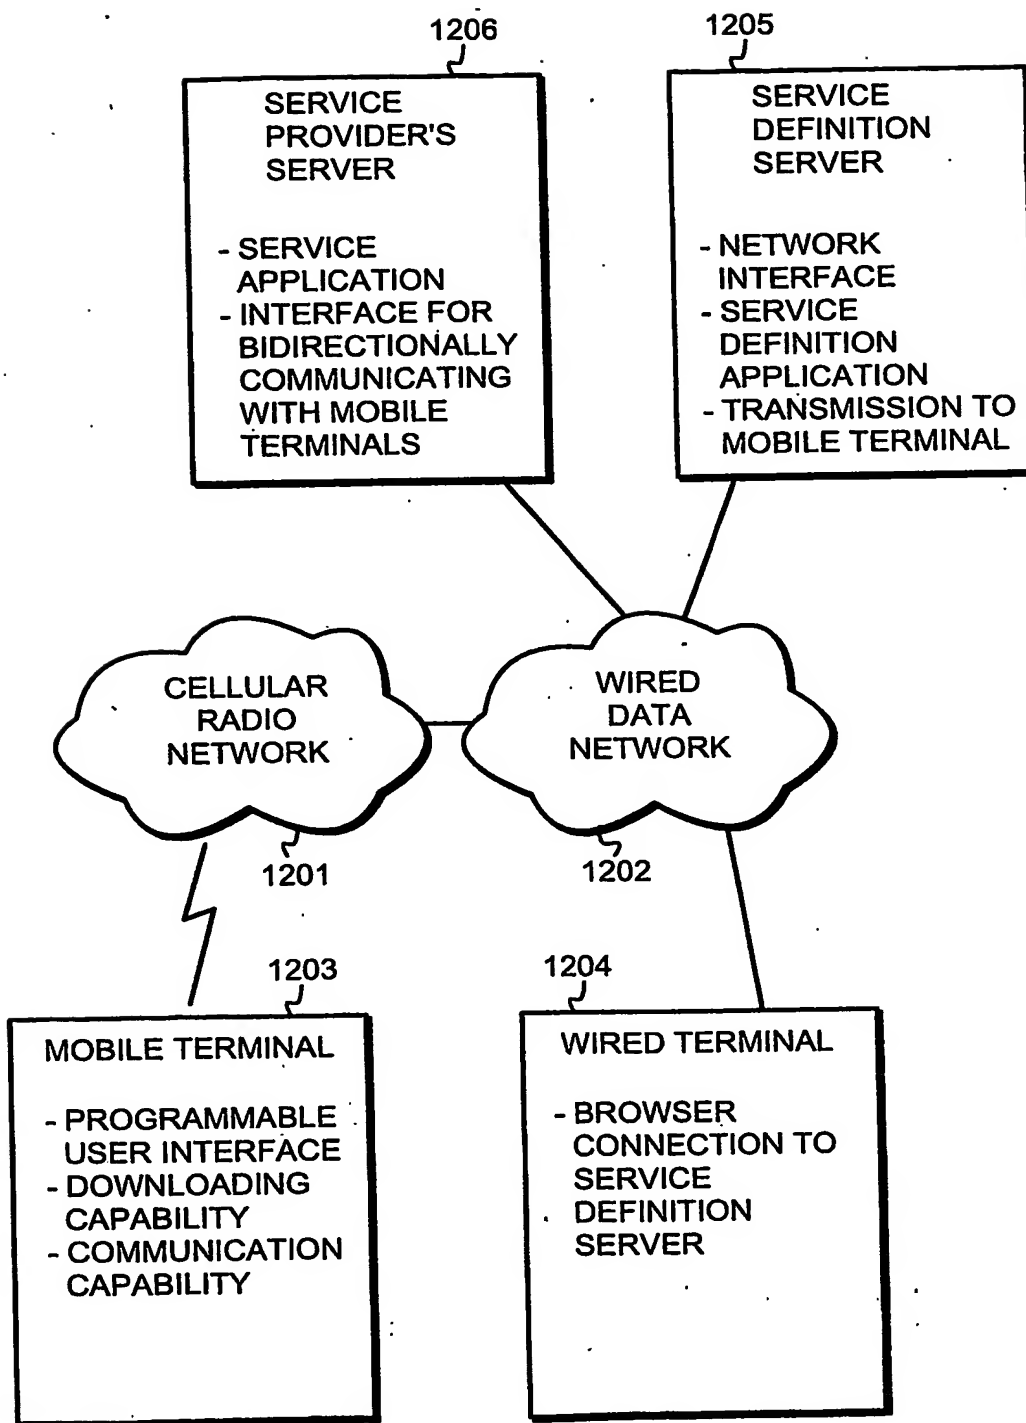 1206
SERVICE
PROVIDER'S
SERVER
- SERVICE
APPLICATION
- INTERFACE FOR
BIDIRECTIONALLY
COMMUNICATING
WITH MOBILE
TERMINALS
1205
SERVICE
DEFINITION
SERVER
- NETWORK
INTERFACE
- SERVICE
DEFINITION
APPLICATION
- TRANSMISSION TO
MOBILE TERMINAL
CELLULAR
RADIO
NETWORK
1201
WIRED
DATA
NETWORK
1202
1203
MOBILE TERMINAL
- PROGRAMMABLE
USER INTERFACE
- DOWNLOADING
CAPABILITY
- COMMUNICATION
CAPABILITY
1204
WIRED TERMINAL
- BROWSER
CONNECTION TO
SERVICE
DEFINITION
SERVER